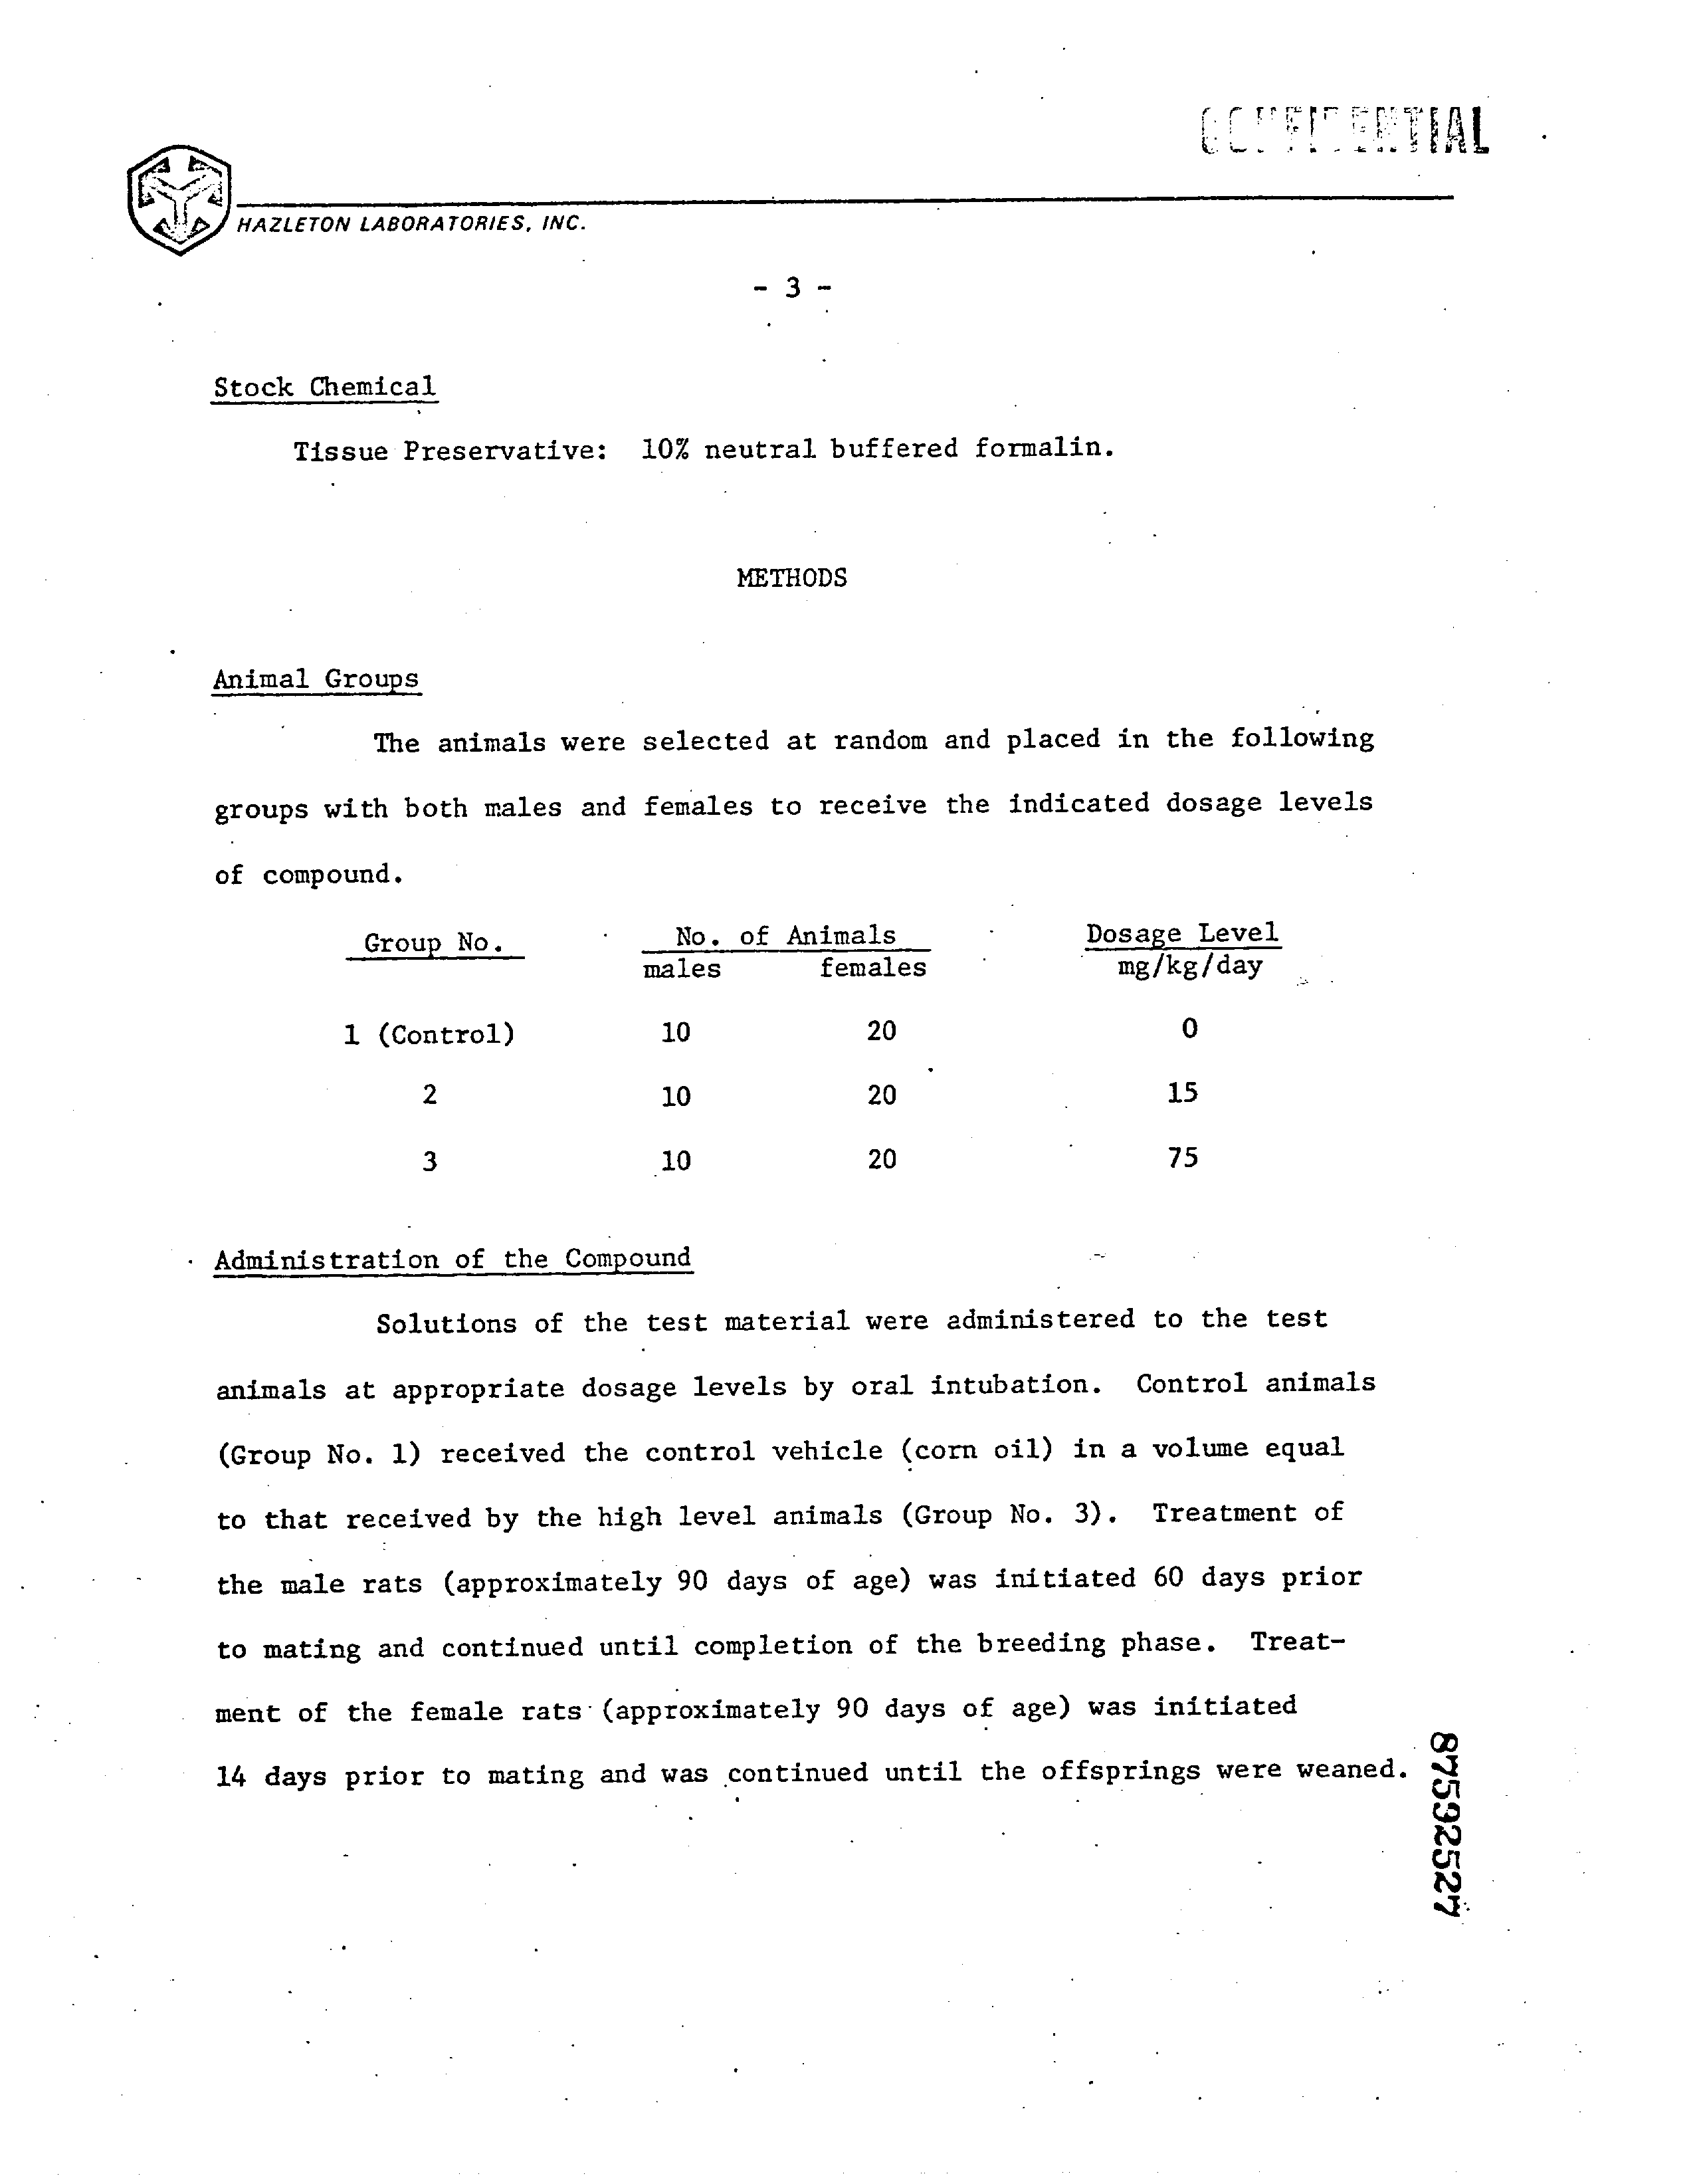 CONFIDENTIAL
HAZLETON LABORATORIES, INC.
- 3 -
Stock Chemical
Tissue Preservative: 10% neutral buffered formalin.
METHODS
Animal Groups
The animals were selected at random and placed in the following
groups with both males and females to receive the indicated dosage levels
of compound.
Group No. No. of Animals Dosage Level
males females mg/kg/day
1 (Control) 10 20 0
2 10 20 15
3 10 20 75
Administration of the Compound
Solutions of the test material were administered to the test
animals at appropriate dosage levels by oral intubation. Control animals
(Group No. 1) received the control vehicle (corn oil) in a volume equal
to that received by the high level animals (Group No. 3). Treatment of
the male rats (approximately 90 days of age) was initiated 60 days prior
to mating and continued until completion of the breeding phase. Treat-
ment of the female rats (approximately 90 days of age) was initiated
14 days prior to mating and was continued until the offsprings were weaned.
87592527